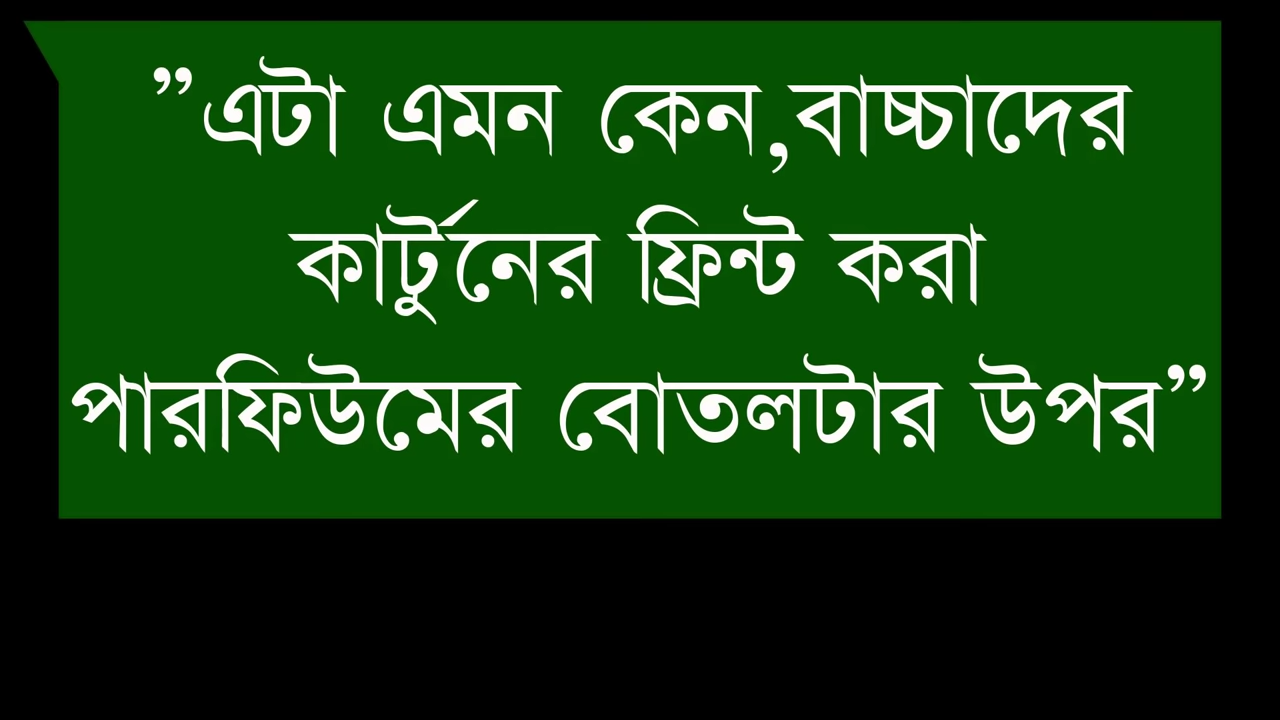 ”এটা এমন কেন,বাচ্চাদের
কার্টুনের ফ্রিন্ট করা
পারফিউমের বোতলটার উপর”